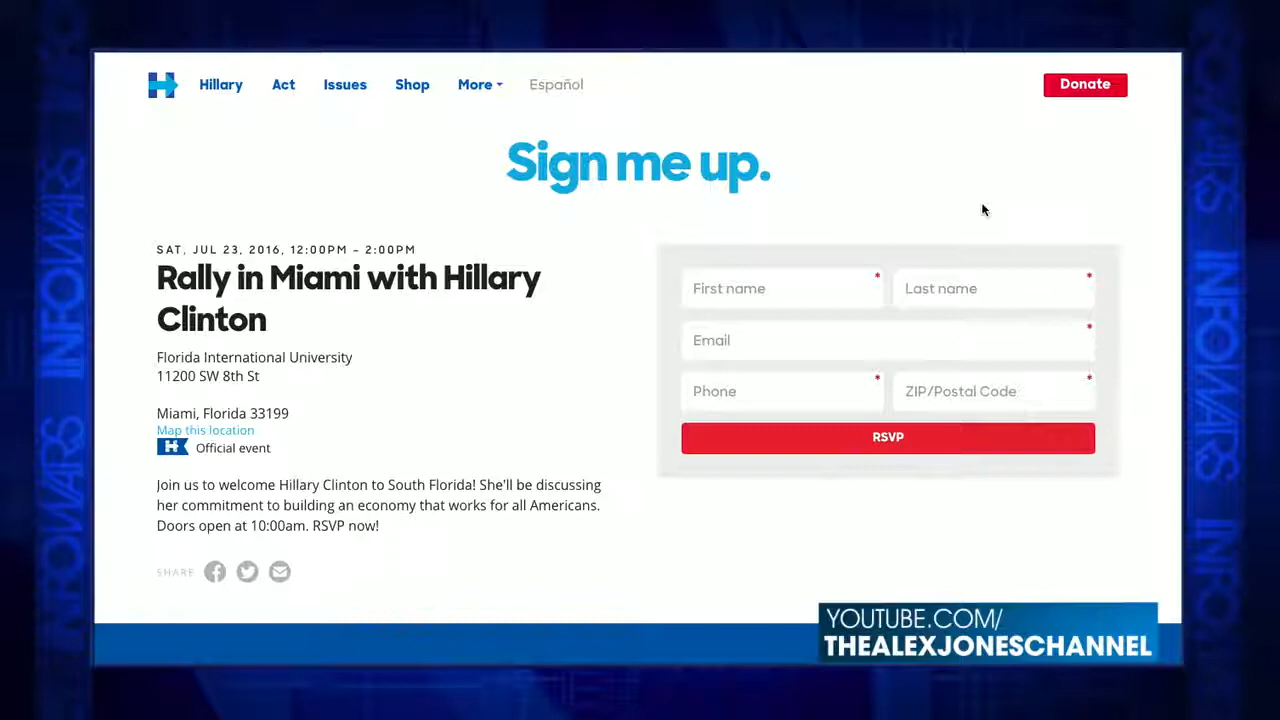 Hillary Act Issues Shop More Español Donate
Sign me up.
SAT, JUL 23, 2016, 12:00PM – 2:00PM
Rally in Miami with Hillary
Clinton
Florida International University
11200 SW 8th St
Miami, Florida 33199
Map this location
H Official event
Join us to welcome Hillary Clinton to South Florida! She'll be discussing
her commitment to building an economy that works for all Americans.
Doors open at 10:00am. RSVP now!
SHARE
First name * Last name *
Email *
Phone * ZIP/Postal Code *
RSVP
YOUTUBE.COM/
THEALEXJONESCHANNEL
INFOWARS
INFOWARS
INFOWARS
INFOWARS